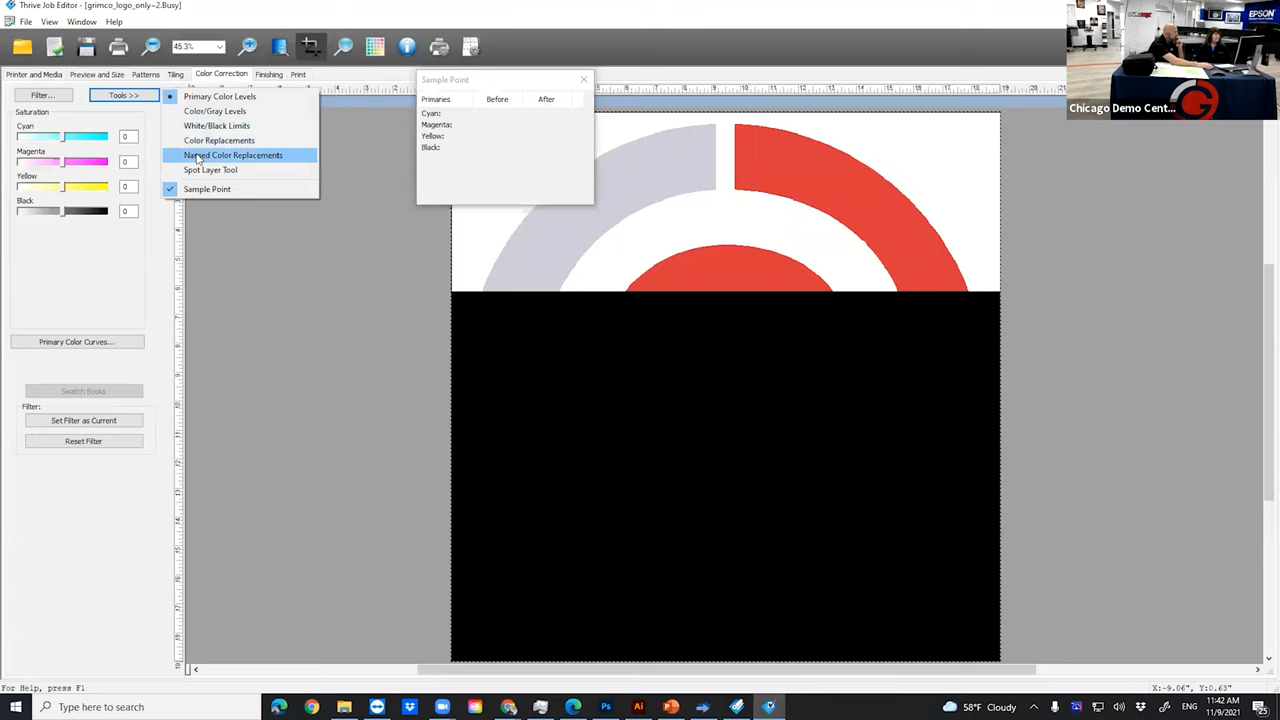 Thrive Job Editor - [grimco_logo_only~2.Busy]
File View Window Help
45.3%
Printer and Media Preview and Size Patterns Tiling Color Correction Finishing Print
Filter... Tools >>
Saturation
Cyan
0
Magenta
0
Yellow
0
Black
0
Primary Color Curves...
Swatch Books
Filter:
Set Filter as Current
Reset Filter
Primary Color Levels
Color/Gray Levels
White/Black Limits
Color Replacements
Named Color Replacements
Spot Layer Tool
Sample Point
Sample Point
Primaries Before After
Cyan:
Magenta:
Yellow:
Black:
EPSON
Chicago Demo Cent...
For Help, press F1
X:-9.06", Y:0.63"
Type here to search
58°F Cloudy
11:42 AM
11/9/2021
25